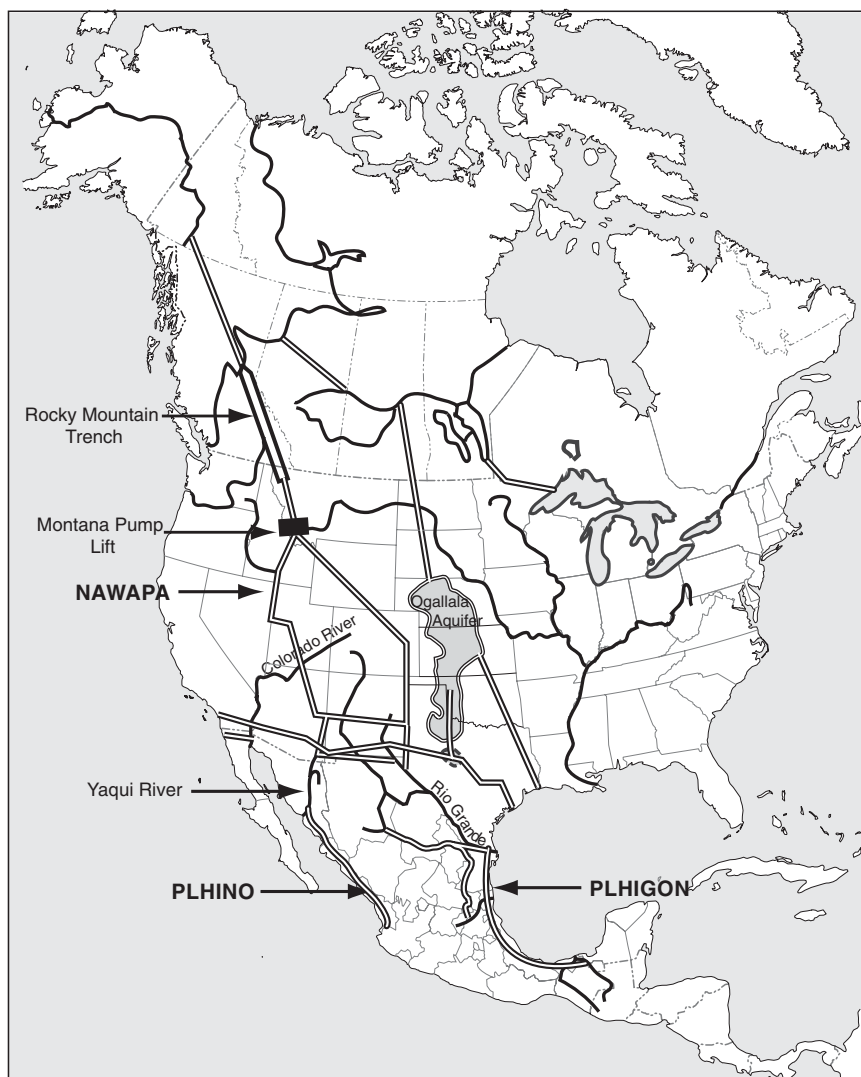 Rocky Mountain
Trench
Montana Pump
Lift
NAWAPA
Ogallala
Aquifer
Colorado River
Yaqui River
Rio Grande
PLHINO
PLHIGON